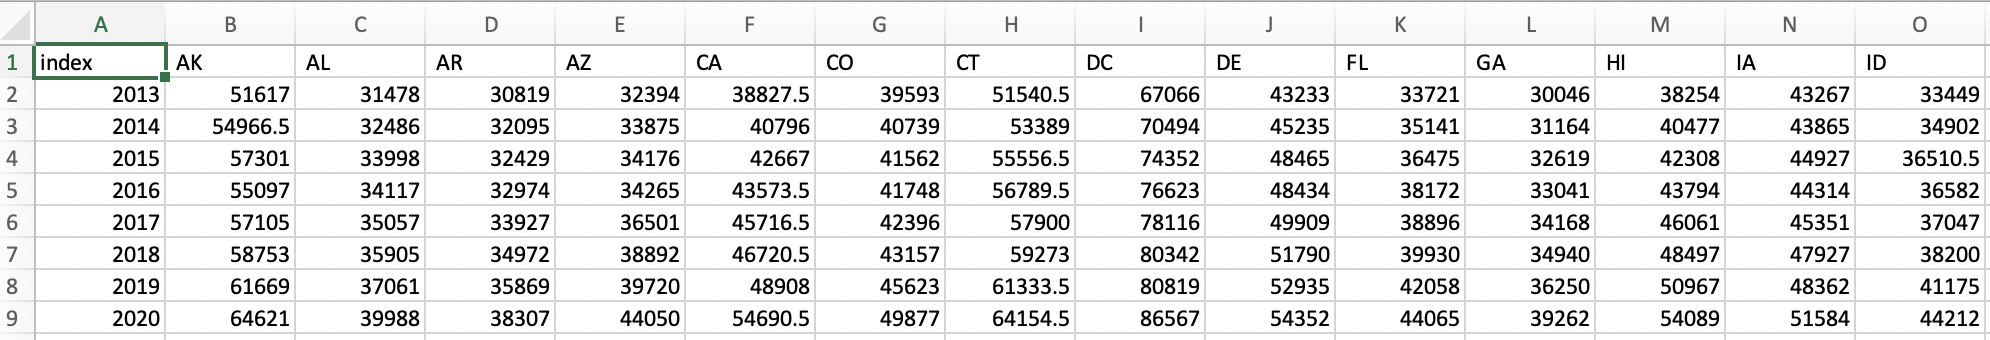 A B C D E F G H I J K L M N O
1 index AK AL AR AZ CA CO CT DC DE FL GA HI IA ID
2 2013 51617 31478 30819 32394 38827.5 39593 51540.5 67066 43233 33721 30046 38254 43267 33449
3 2014 54966.5 32486 32095 33875 40796 40739 53389 70494 45235 35141 31164 40477 43865 34902
4 2015 57301 33998 32429 34176 42667 41562 55556.5 74352 48465 36475 32619 42308 44927 36510.5
5 2016 55097 34117 32974 34265 43573.5 41748 56789.5 76623 48434 38172 33041 43794 44314 36582
6 2017 57105 35057 33927 36501 45716.5 42396 57900 78116 49909 38896 34168 46061 45351 37047
7 2018 58753 35905 34972 38892 46720.5 43157 59273 80342 51790 39930 34940 48497 47927 38200
8 2019 61669 37061 35869 39720 48908 45623 61333.5 80819 52935 42058 36250 50967 48362 41175
9 2020 64621 39988 38307 44050 54690.5 49877 64154.5 86567 54352 44065 39262 54089 51584 44212